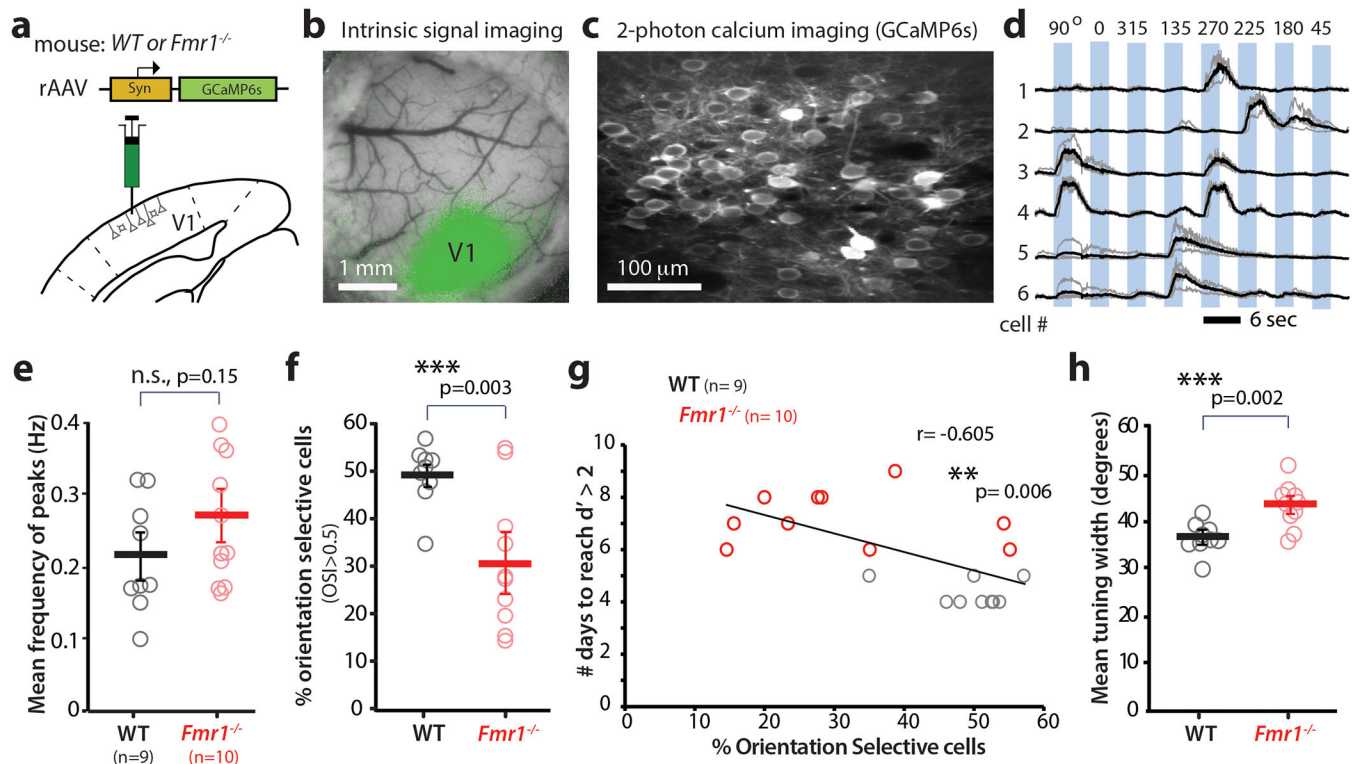 a
mouse: WT or Fmr1-/-
rAAV
Syn
GCaMP6s
V1
b Intrinsic signal imaging
V1
1 mm
c 2-photon calcium imaging (GCaMP6s)
100 μm
d
90° 0 315 135 270 225 180 45
1
2
3
4
5
6
cell #
6 sec
e
n.s., p=0.15
Mean frequency of peaks (Hz)
0.4
0.3
0.2
0.1
0
WT Fmr1-/-
(n=9) (n=10)
f
***
p=0.003
% orientation selective cells
(OSI>0.5)
60
50
40
30
20
10
0
WT Fmr1-/-
g
WT (n= 9)
Fmr1-/- (n= 10)
r= -0.605
**
p= 0.006
# days to reach d' > 2
10
8
6
4
2
0
0 10 20 30 40 50 60
% Orientation Selective cells
h
***
p=0.002
Mean tuning width (degrees)
60
50
40
30
20
10
0
WT Fmr1-/-